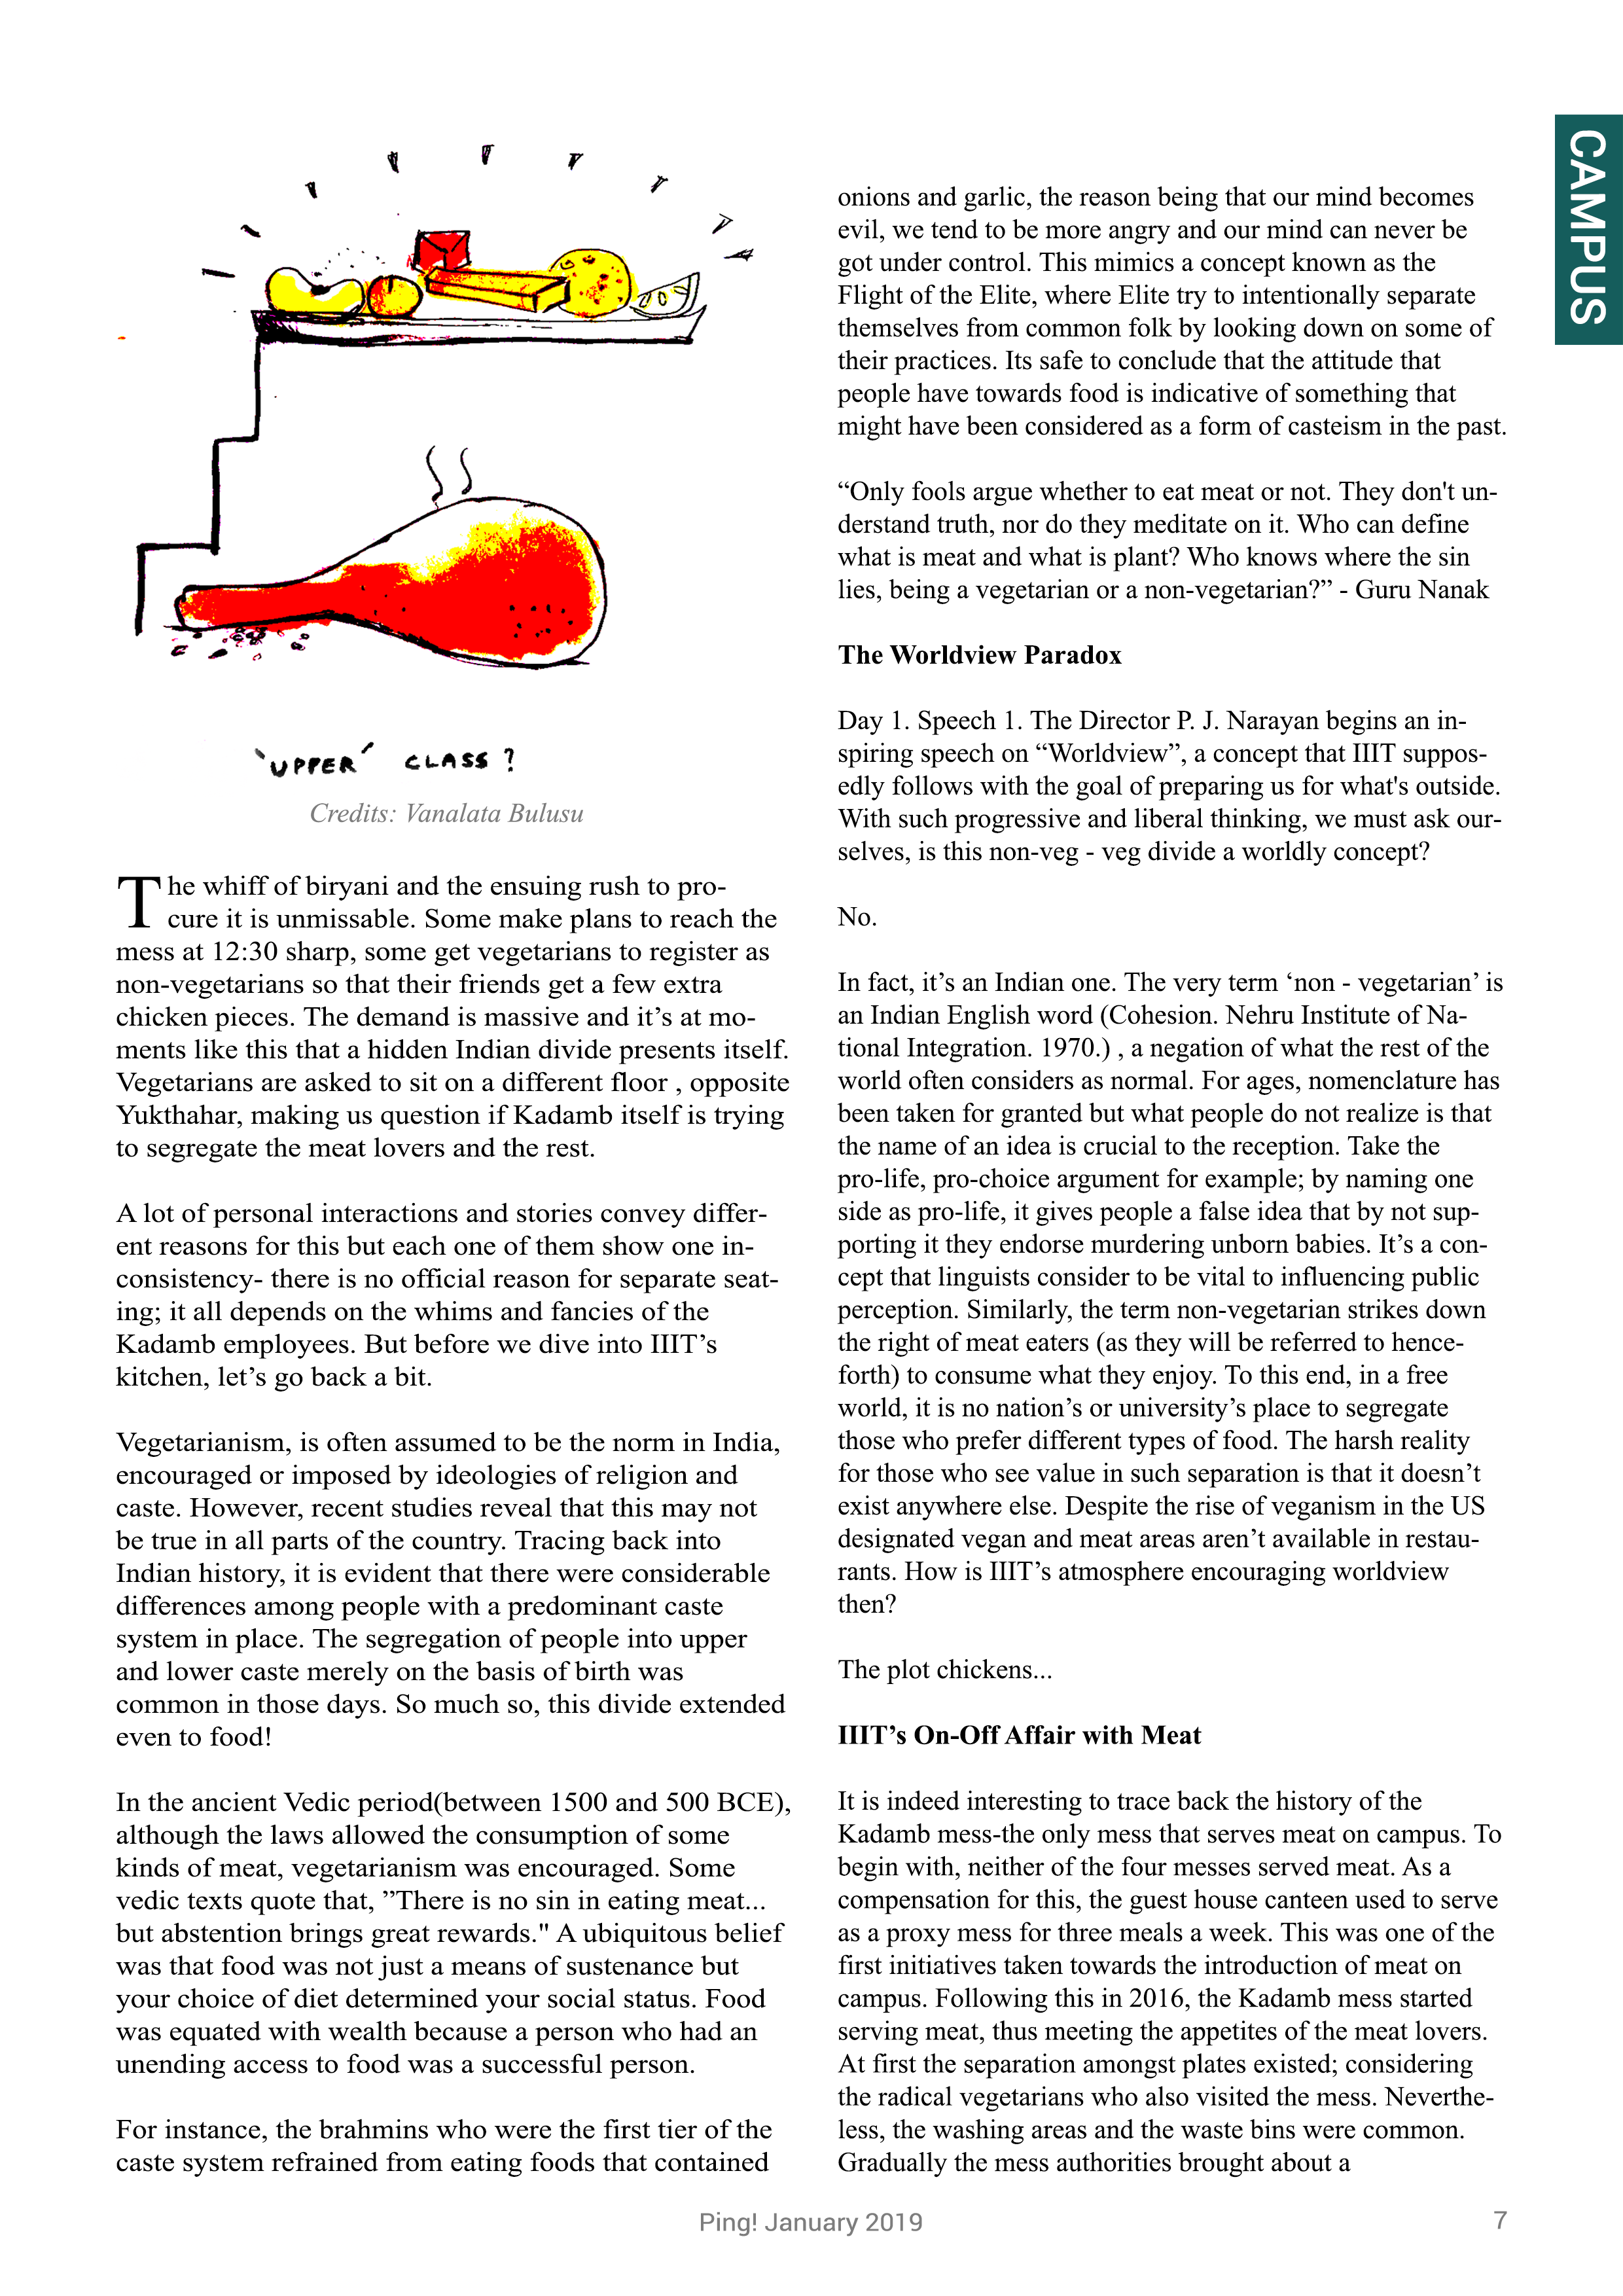 CAMPUS
‘UPPER’ CLASS?
Credits: Vanalata Bulusu
The whiff of biryani and the ensuing rush to pro-
cure it is unmissable. Some make plans to reach the
mess at 12:30 sharp, some get vegetarians to register as
non-vegetarians so that their friends get a few extra
chicken pieces. The demand is massive and it’s at mo-
ments like this that a hidden Indian divide presents itself.
Vegetarians are asked to sit on a different floor , opposite
Yukthahar, making us question if Kadamb itself is trying
to segregate the meat lovers and the rest.
A lot of personal interactions and stories convey differ-
ent reasons for this but each one of them show one in-
consistency- there is no official reason for separate seat-
ing; it all depends on the whims and fancies of the
Kadamb employees. But before we dive into IIIT’s
kitchen, let’s go back a bit.
Vegetarianism, is often assumed to be the norm in India,
encouraged or imposed by ideologies of religion and
caste. However, recent studies reveal that this may not
be true in all parts of the country. Tracing back into
Indian history, it is evident that there were considerable
differences among people with a predominant caste
system in place. The segregation of people into upper
and lower caste merely on the basis of birth was
common in those days. So much so, this divide extended
even to food!
In the ancient Vedic period(between 1500 and 500 BCE),
although the laws allowed the consumption of some
kinds of meat, vegetarianism was encouraged. Some
vedic texts quote that, ”There is no sin in eating meat...
but abstention brings great rewards." A ubiquitous belief
was that food was not just a means of sustenance but
your choice of diet determined your social status. Food
was equated with wealth because a person who had an
unending access to food was a successful person.
For instance, the brahmins who were the first tier of the
caste system refrained from eating foods that contained
onions and garlic, the reason being that our mind becomes
evil, we tend to be more angry and our mind can never be
got under control. This mimics a concept known as the
Flight of the Elite, where Elite try to intentionally separate
themselves from common folk by looking down on some of
their practices. Its safe to conclude that the attitude that
people have towards food is indicative of something that
might have been considered as a form of casteism in the past.
“Only fools argue whether to eat meat or not. They don't un-
derstand truth, nor do they meditate on it. Who can define
what is meat and what is plant? Who knows where the sin
lies, being a vegetarian or a non-vegetarian?” - Guru Nanak
The Worldview Paradox
Day 1. Speech 1. The Director P. J. Narayan begins an in-
spiring speech on “Worldview”, a concept that IIIT suppos-
edly follows with the goal of preparing us for what's outside.
With such progressive and liberal thinking, we must ask our-
selves, is this non-veg - veg divide a worldly concept?
No.
In fact, it’s an Indian one. The very term ‘non - vegetarian’ is
an Indian English word (Cohesion. Nehru Institute of Na-
tional Integration. 1970.) , a negation of what the rest of the
world often considers as normal. For ages, nomenclature has
been taken for granted but what people do not realize is that
the name of an idea is crucial to the reception. Take the
pro-life, pro-choice argument for example; by naming one
side as pro-life, it gives people a false idea that by not sup-
porting it they endorse murdering unborn babies. It’s a con-
cept that linguists consider to be vital to influencing public
perception. Similarly, the term non-vegetarian strikes down
the right of meat eaters (as they will be referred to hence-
forth) to consume what they enjoy. To this end, in a free
world, it is no nation’s or university’s place to segregate
those who prefer different types of food. The harsh reality
for those who see value in such separation is that it doesn’t
exist anywhere else. Despite the rise of veganism in the US
designated vegan and meat areas aren’t available in restau-
rants. How is IIIT’s atmosphere encouraging worldview
then?
The plot chickens...
IIIT’s On-Off Affair with Meat
It is indeed interesting to trace back the history of the
Kadamb mess-the only mess that serves meat on campus. To
begin with, neither of the four messes served meat. As a
compensation for this, the guest house canteen used to serve
as a proxy mess for three meals a week. This was one of the
first initiatives taken towards the introduction of meat on
campus. Following this in 2016, the Kadamb mess started
serving meat, thus meeting the appetites of the meat lovers.
At first the separation amongst plates existed; considering
the radical vegetarians who also visited the mess. Neverthe-
less, the washing areas and the waste bins were common.
Gradually the mess authorities brought about a
Ping! January 2019
7